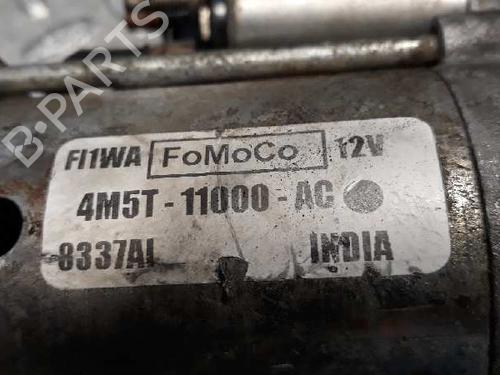 B-PARTS
FI1WA FoMoCo 12V
4M5T-11000-AC
8337AI INDIA